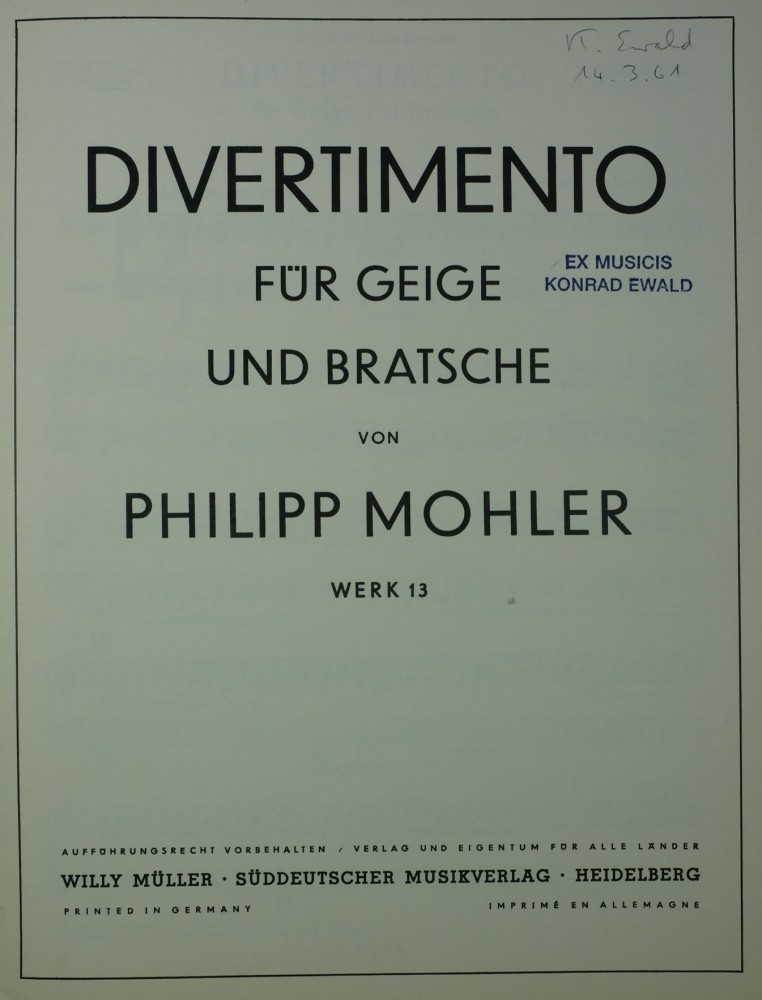 K. Ewald
14.3.61
DIVERTIMENTO
FÜR GEIGE
EX MUSICIS
KONRAD EWALD
UND BRATSCHE
VON
PHILIPP MOHLER
WERK 13
AUFFÜHRUNGSRECHT VORBEHALTEN / VERLAG UND EIGENTUM FÜR ALLE LÄNDER
WILLY MÜLLER · SÜDDEUTSCHER MUSIKVERLAG · HEIDELBERG
PRINTED IN GERMANY IMPRIMÉ EN ALLEMAGNE